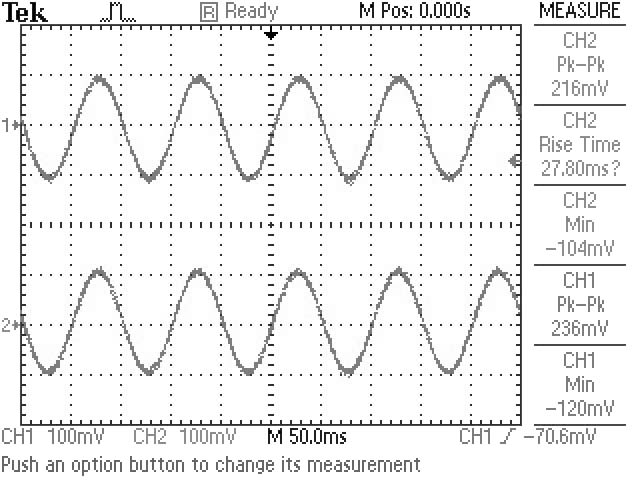 Tek R Ready M Pos: 0.000s MEASURE
CH2
Pk-Pk
216mV
CH2
Rise Time
27.80ms?
CH2
Min
-104mV
CH1
Pk-Pk
236mV
CH1
Min
-120mV
1
2
CH1 100mV CH2 100mV M 50.0ms CH1 -70.6mV
Push an option button to change its measurement